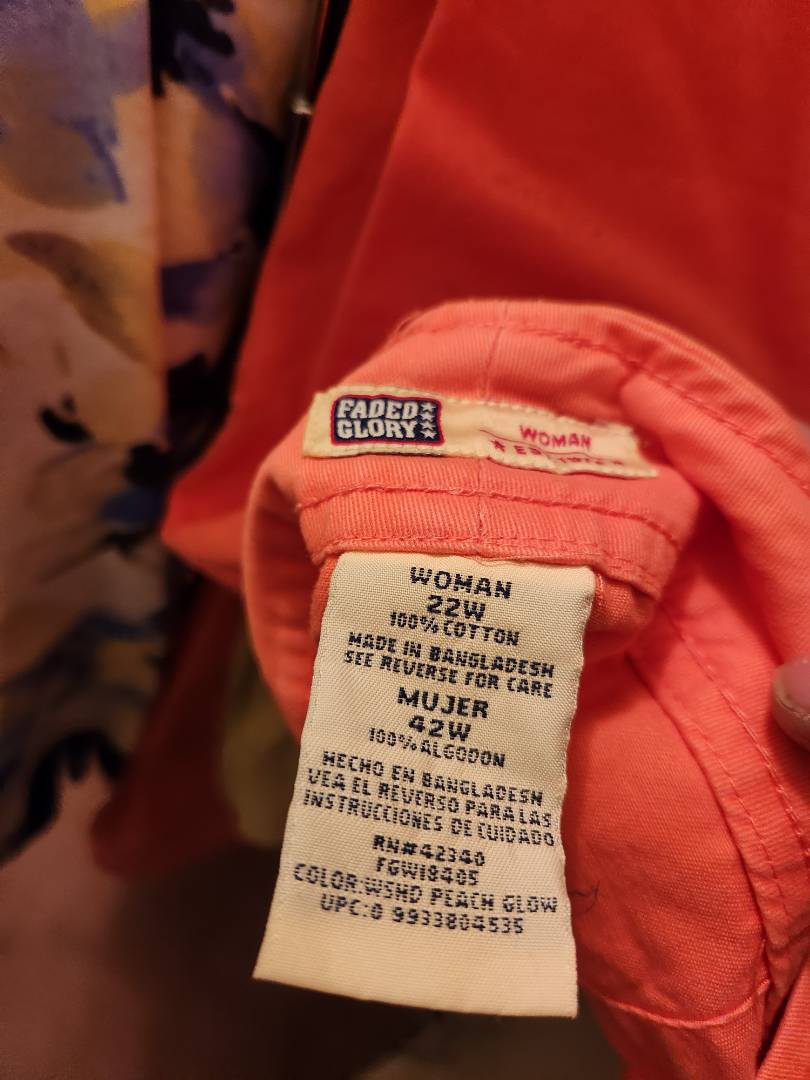 FADED
GLORY
WOMAN
WOMAN
22W
100% COTTON
MADE IN BANGLADESH
SEE REVERSE FOR CARE
MUJER
42W
100% ALGODON
HECHO EN BANGLADESH
VEA EL REVERSO PARA LAS
INSTRUCCIONES DE CUIDADO
RN#42340
FGWI8405
COLOR:WSHD PEACH GLOW
UPC:0 9933804535